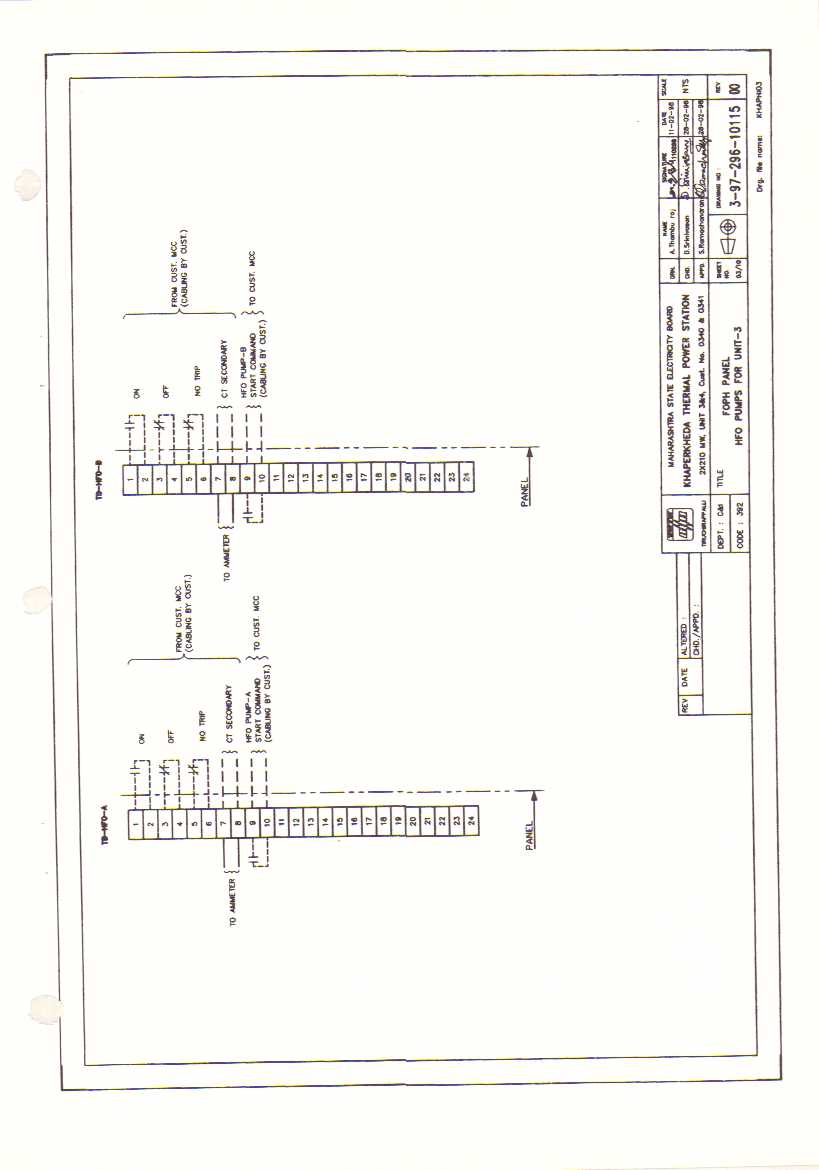 TB-HFO-A
1
2
3
4
5
6
7
8
9
10
11
12
13
14
15
16
17
18
19
20
21
22
23
24
ON
OFF
NO TRIP
CT SECONDARY
HFO PUMP-A
START COMMAND
(CABLING BY CUST.)
FROM CUST. MCC
(CABLING BY CUST.)
TO CUST. MCC
TO AMMETER
PANEL
TB-HFO-B
1
2
3
4
5
6
7
8
9
10
11
12
13
14
15
16
17
18
19
20
21
22
23
24
ON
OFF
NO TRIP
CT SECONDARY
HFO PUMP-B
START COMMAND
(CABLING BY CUST.)
FROM CUST. MCC
(CABLING BY CUST.)
TO CUST. MCC
TO AMMETER
PANEL
REV DATE ALTERED :
CHD./APPD. :
TIRUCHIRAPPALLI
DEPT. : C&I
CODE : 392
MAHARASHTRA STATE ELECTRICITY BOARD
KHAPERKHEDA THERMAL POWER STATION
2X210 MW, UNIT 3&4, Cust. No. 0340 & 0341
TITLE
FOPH PANEL
HFO PUMPS FOR UNIT-3
NAME SIGNATURE DATE SCALE
DRN. A.Thambu raj 11-02-98 NTS
CHD. D.Srinivasan 28-02-98
APPD. S.Ramachandran 28-02-98
SHEET NO. 03/10
DRAWING NO : REV
3-97-296-10115 00
Drg. file name: KHAPN103